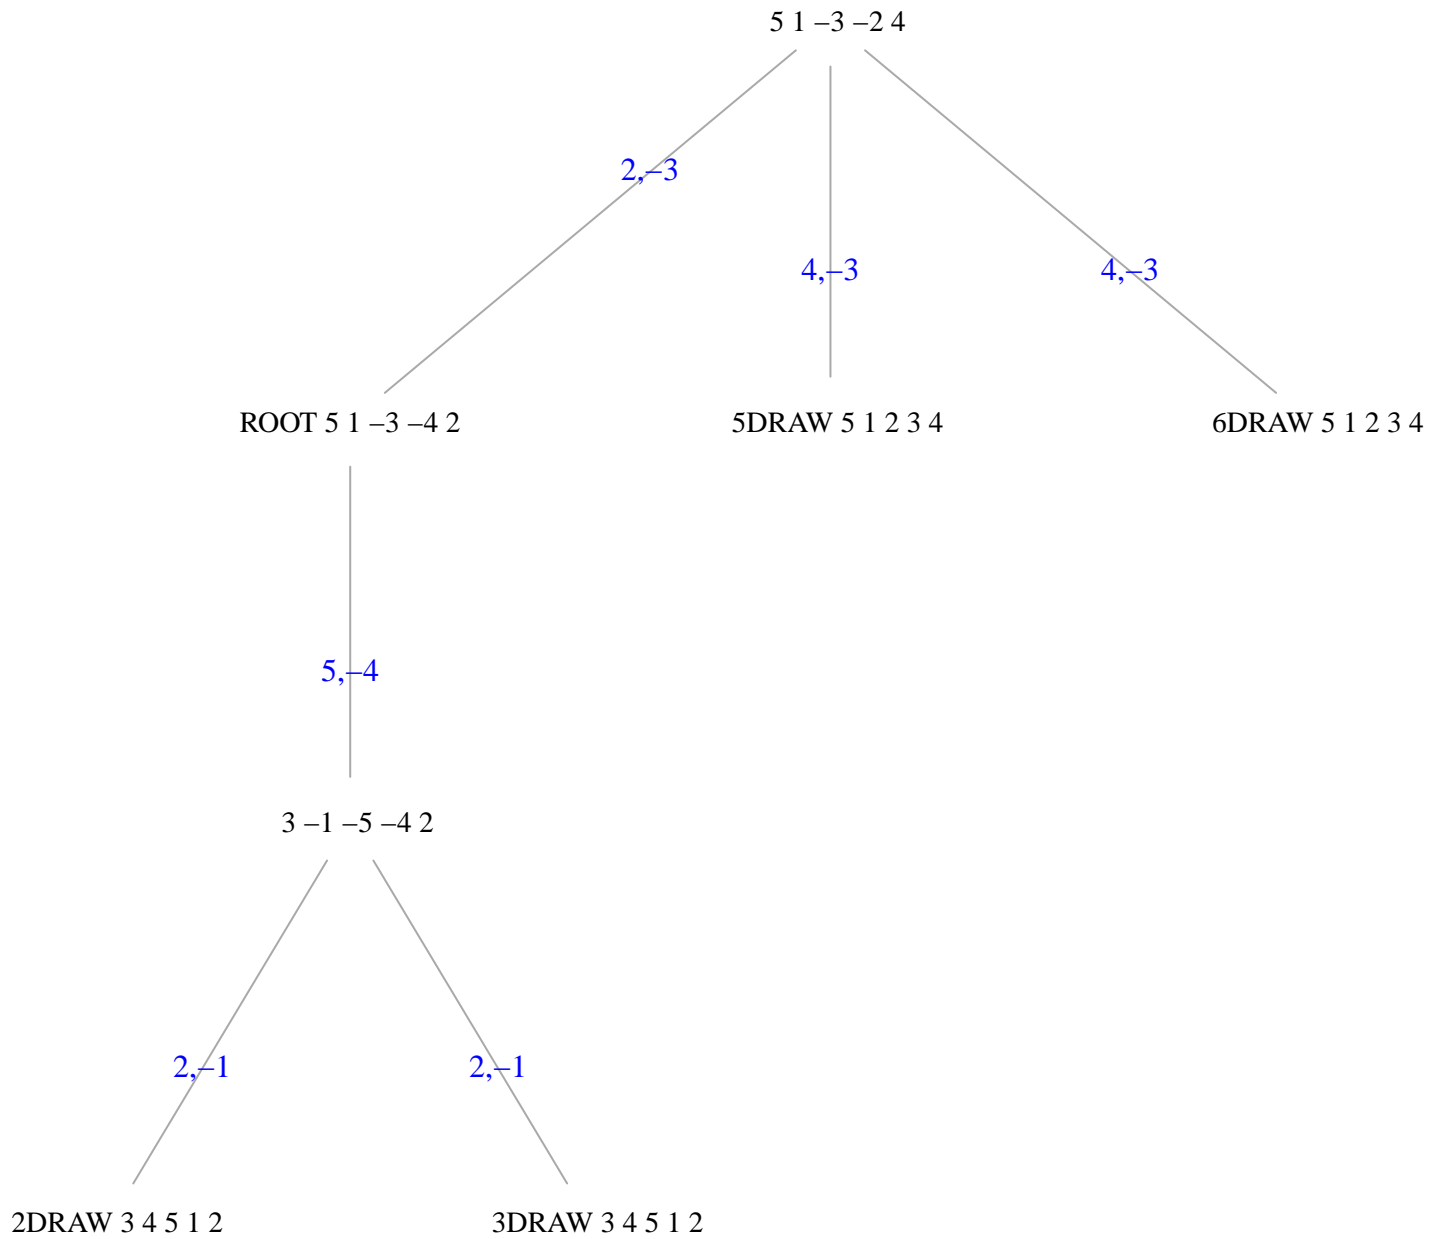 5 1 –3 –2 4
2,–3
4,–3
4,–3
ROOT 5 1 –3 –4 2
5DRAW 5 1 2 3 4
6DRAW 5 1 2 3 4
5,–4
3 –1 –5 –4 2
2,–1
2,–1
2DRAW 3 4 5 1 2
3DRAW 3 4 5 1 2